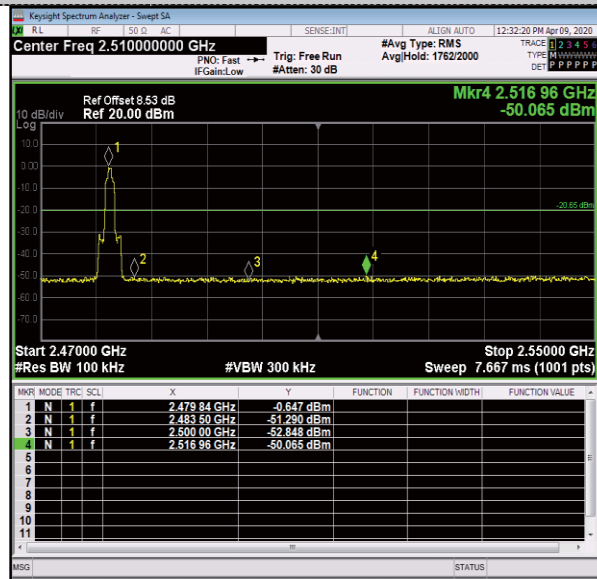 Keysight Spectrum Analyzer - Swept SA
RL RF 50 Ω AC SENSE:INT ALIGN AUTO 12:32:20 PM Apr 09, 2020
Center Freq 2.510000000 GHz #Avg Type: RMS TRACE 1 2 3 4 5 6
PNO: Fast Trig: Free Run Avg|Hold: 1762/2000 TYPE M WWWWW
IFGain:Low #Atten: 30 dB DET P P P P P P
Mkr4 2.516 96 GHz
Ref Offset 8.53 dB
10 dB/div Ref 20.00 dBm -50.065 dBm
Log
10.0
1
0.00
-10.0
-20.0 -20.65 dBm
-30.0
-40.0
2 3 4
-50.0
-60.0
-70.0
Start 2.47000 GHz Stop 2.55000 GHz
#Res BW 100 kHz #VBW 300 kHz Sweep 7.667 ms (1001 pts)
MKR MODE TRC SCL X Y FUNCTION FUNCTION WIDTH FUNCTION VALUE
1 N 1 f 2.479 84 GHz -0.647 dBm
2 N 1 f 2.483 50 GHz -51.290 dBm
3 N 1 f 2.500 00 GHz -52.848 dBm
4 N 1 f 2.516 96 GHz -50.065 dBm
5
6
7
8
9
10
11
MSG STATUS